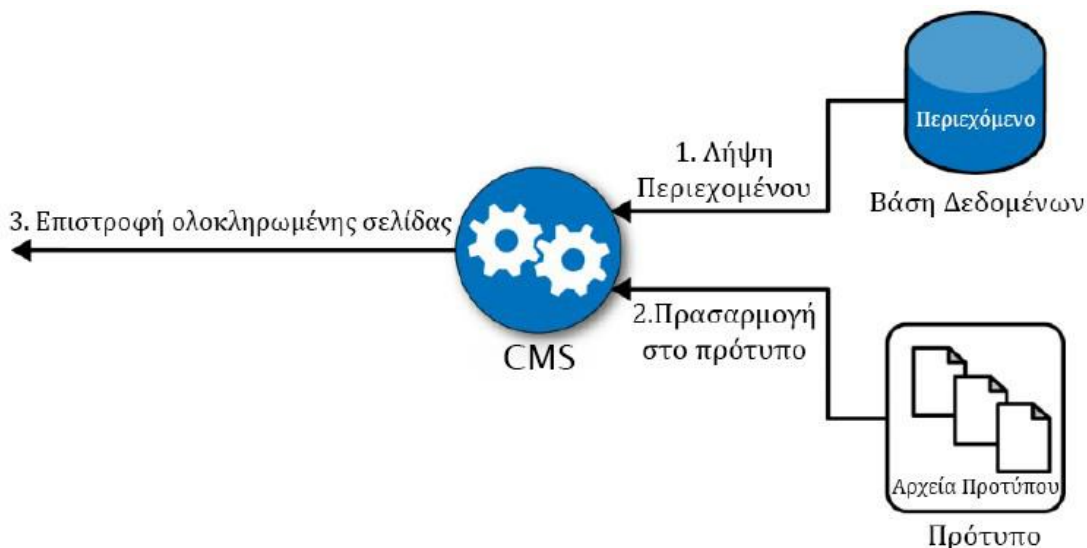 Περιεχόμενο
Βάση Δεδομένων
1. Λήψη
Περιεχομένου
3. Επιστροφή ολοκληρωμένης σελίδας
CMS
2.Πρασαρμογή
στο πρότυπο
Αρχεία Προτύπου
Πρότυπο